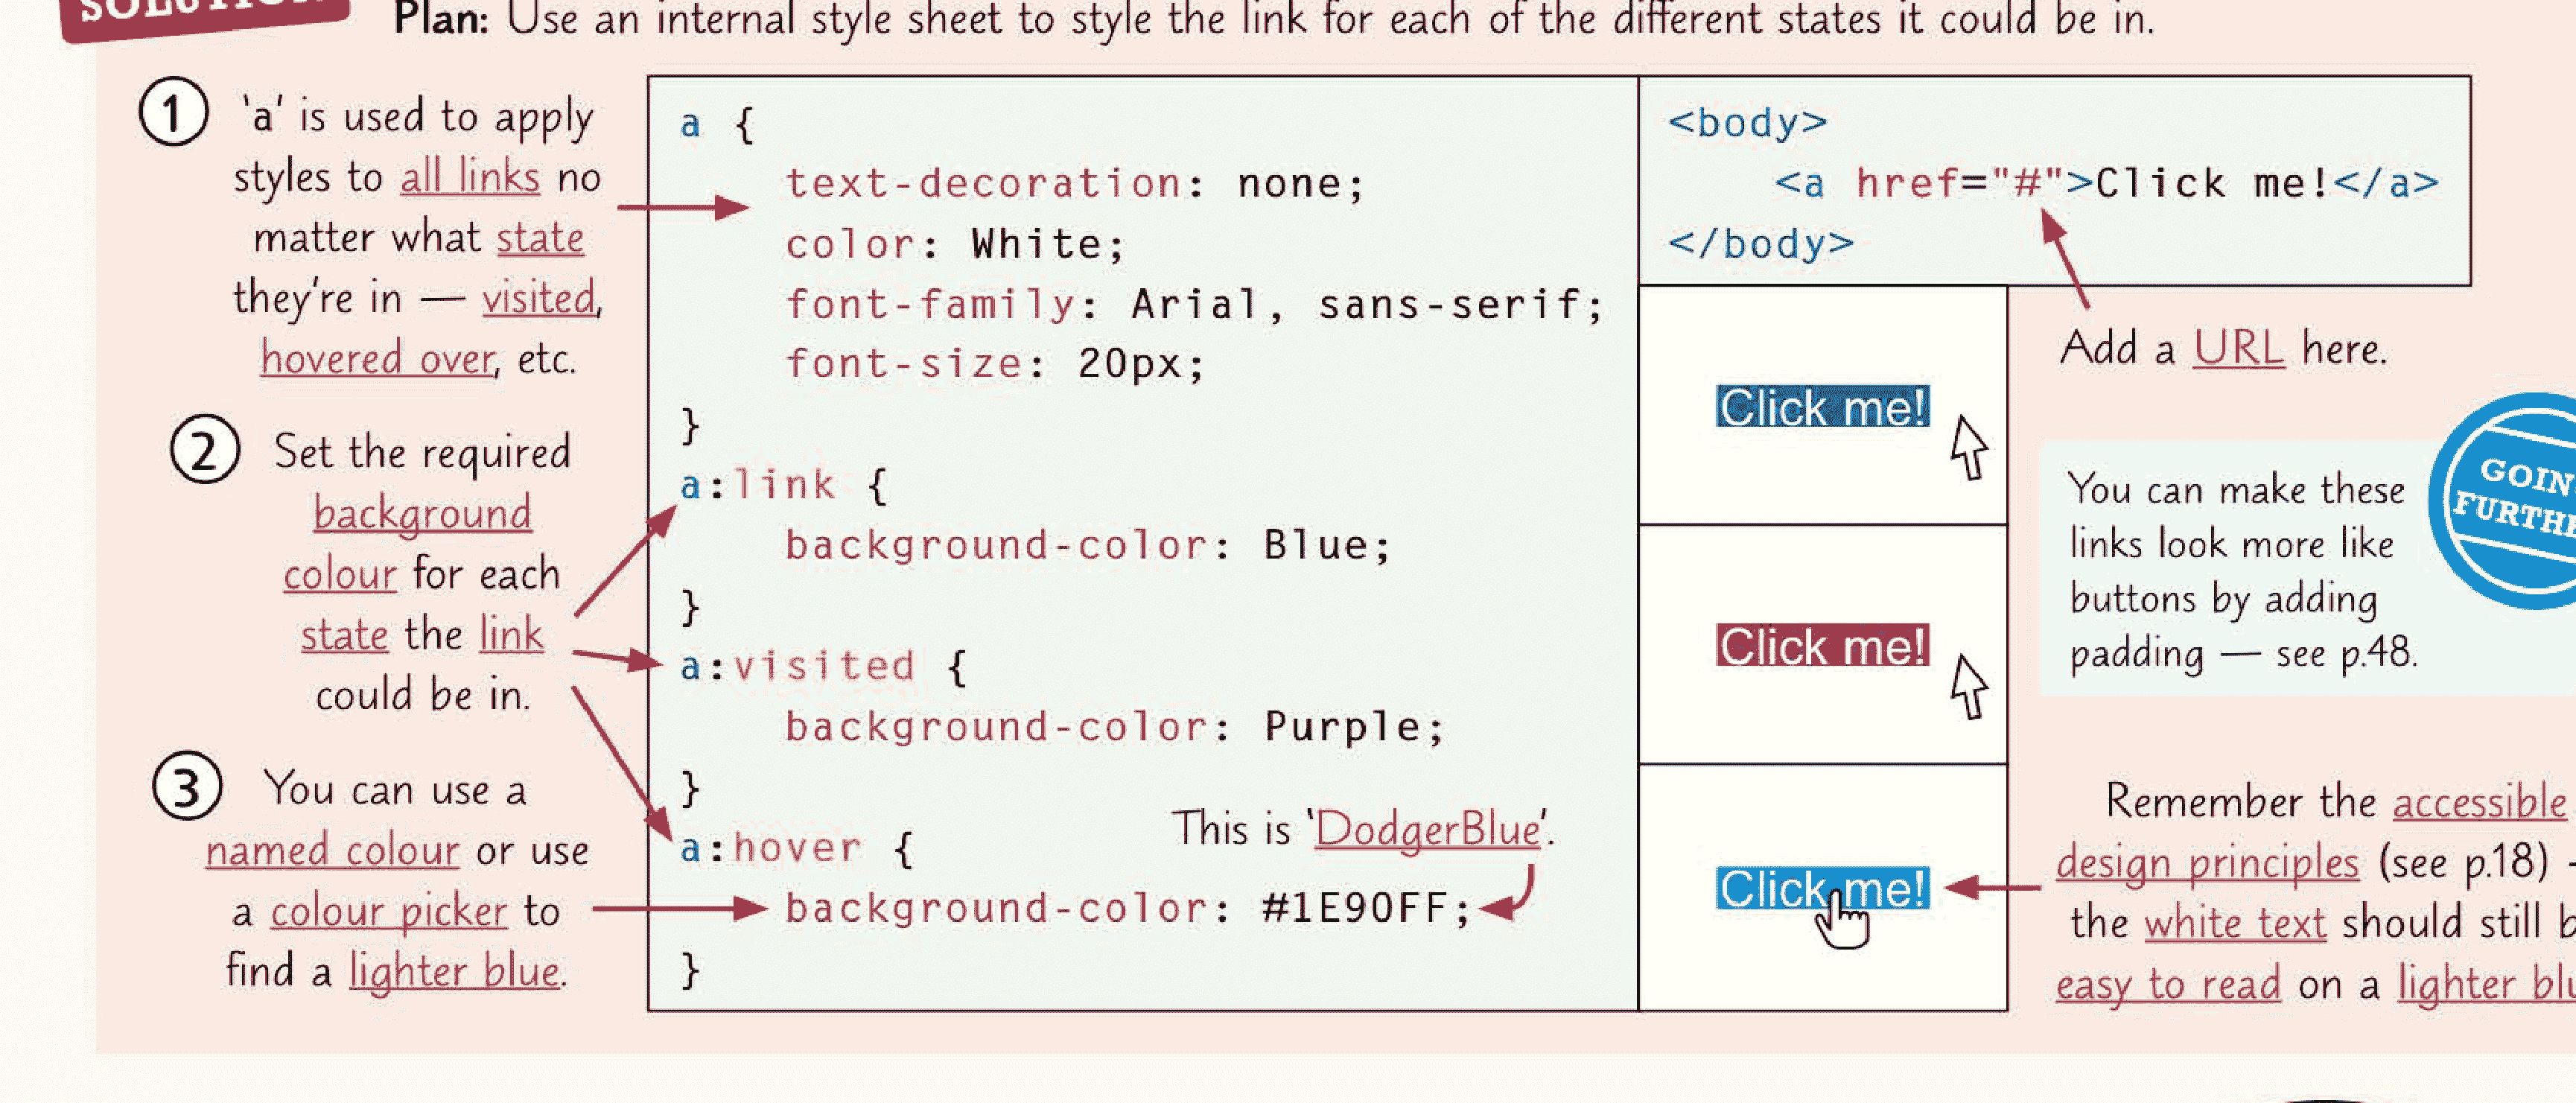 SOLUTION
Plan: Use an internal style sheet to style the link for each of the different states it could be in.
1 'a' is used to apply
styles to all links no
matter what state
they're in — visited,
hovered over, etc.
2 Set the required
background
colour for each
state the link
could be in.
3 You can use a
named colour or use
a colour picker to
find a lighter blue.
a {
text-decoration: none;
color: White;
font-family: Arial, sans-serif;
font-size: 20px;
}
a:link {
background-color: Blue;
}
a:visited {
background-color: Purple;
}
a:hover {
This is 'DodgerBlue'.
background-color: #1E90FF;
}
<body>
<a href="#">Click me!</a>
</body>
Add a URL here.
Click me!
Click me!
Click me!
You can make these
links look more like
buttons by adding
padding — see p.48.
GOING
FURTHER
Remember the accessible
design principles (see p.18) -
the white text should still
easy to read on a lighter